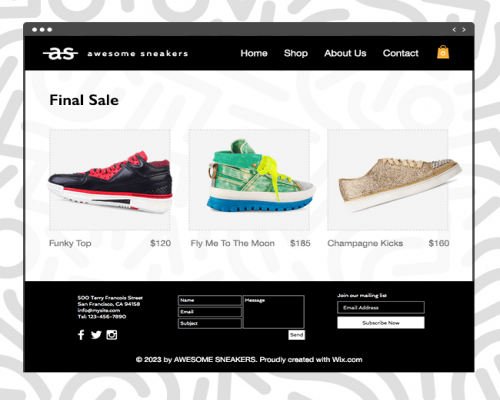 as awesome sneakers Home Shop About Us Contact 0
Final Sale
Funky Top $120
Fly Me To The Moon $185
Champagne Kicks $160
500 Terry Francois Street
San Francisco, CA 94158
info@mysite.com
Tel: 123-456-7890
Name
Email
Subject
Message
Send
Join our mailing list
Email Address
Subscribe Now
© 2023 by AWESOME SNEAKERS. Proudly created with Wix.com